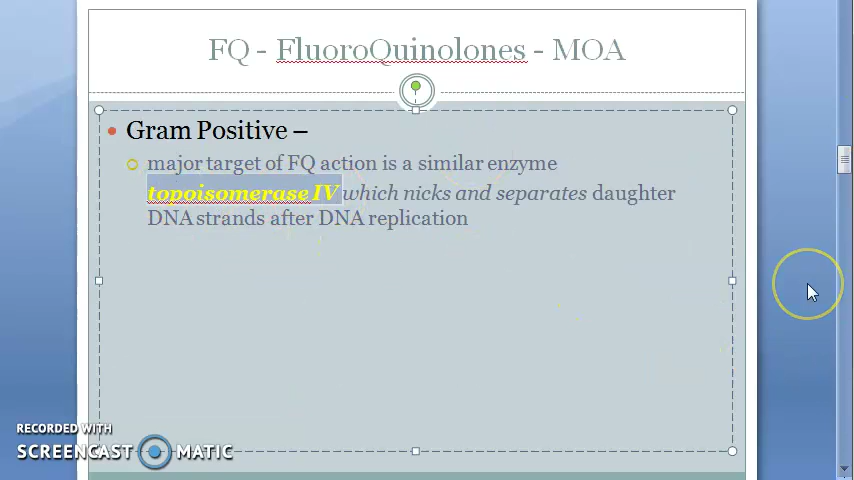 FQ - FluoroQuinolones - MOA
Gram Positive –
major target of FQ action is a similar enzyme
topoisomerase IV which nicks and separates daughter
DNA strands after DNA replication
RECORDED WITH
SCREENCAST MATIC